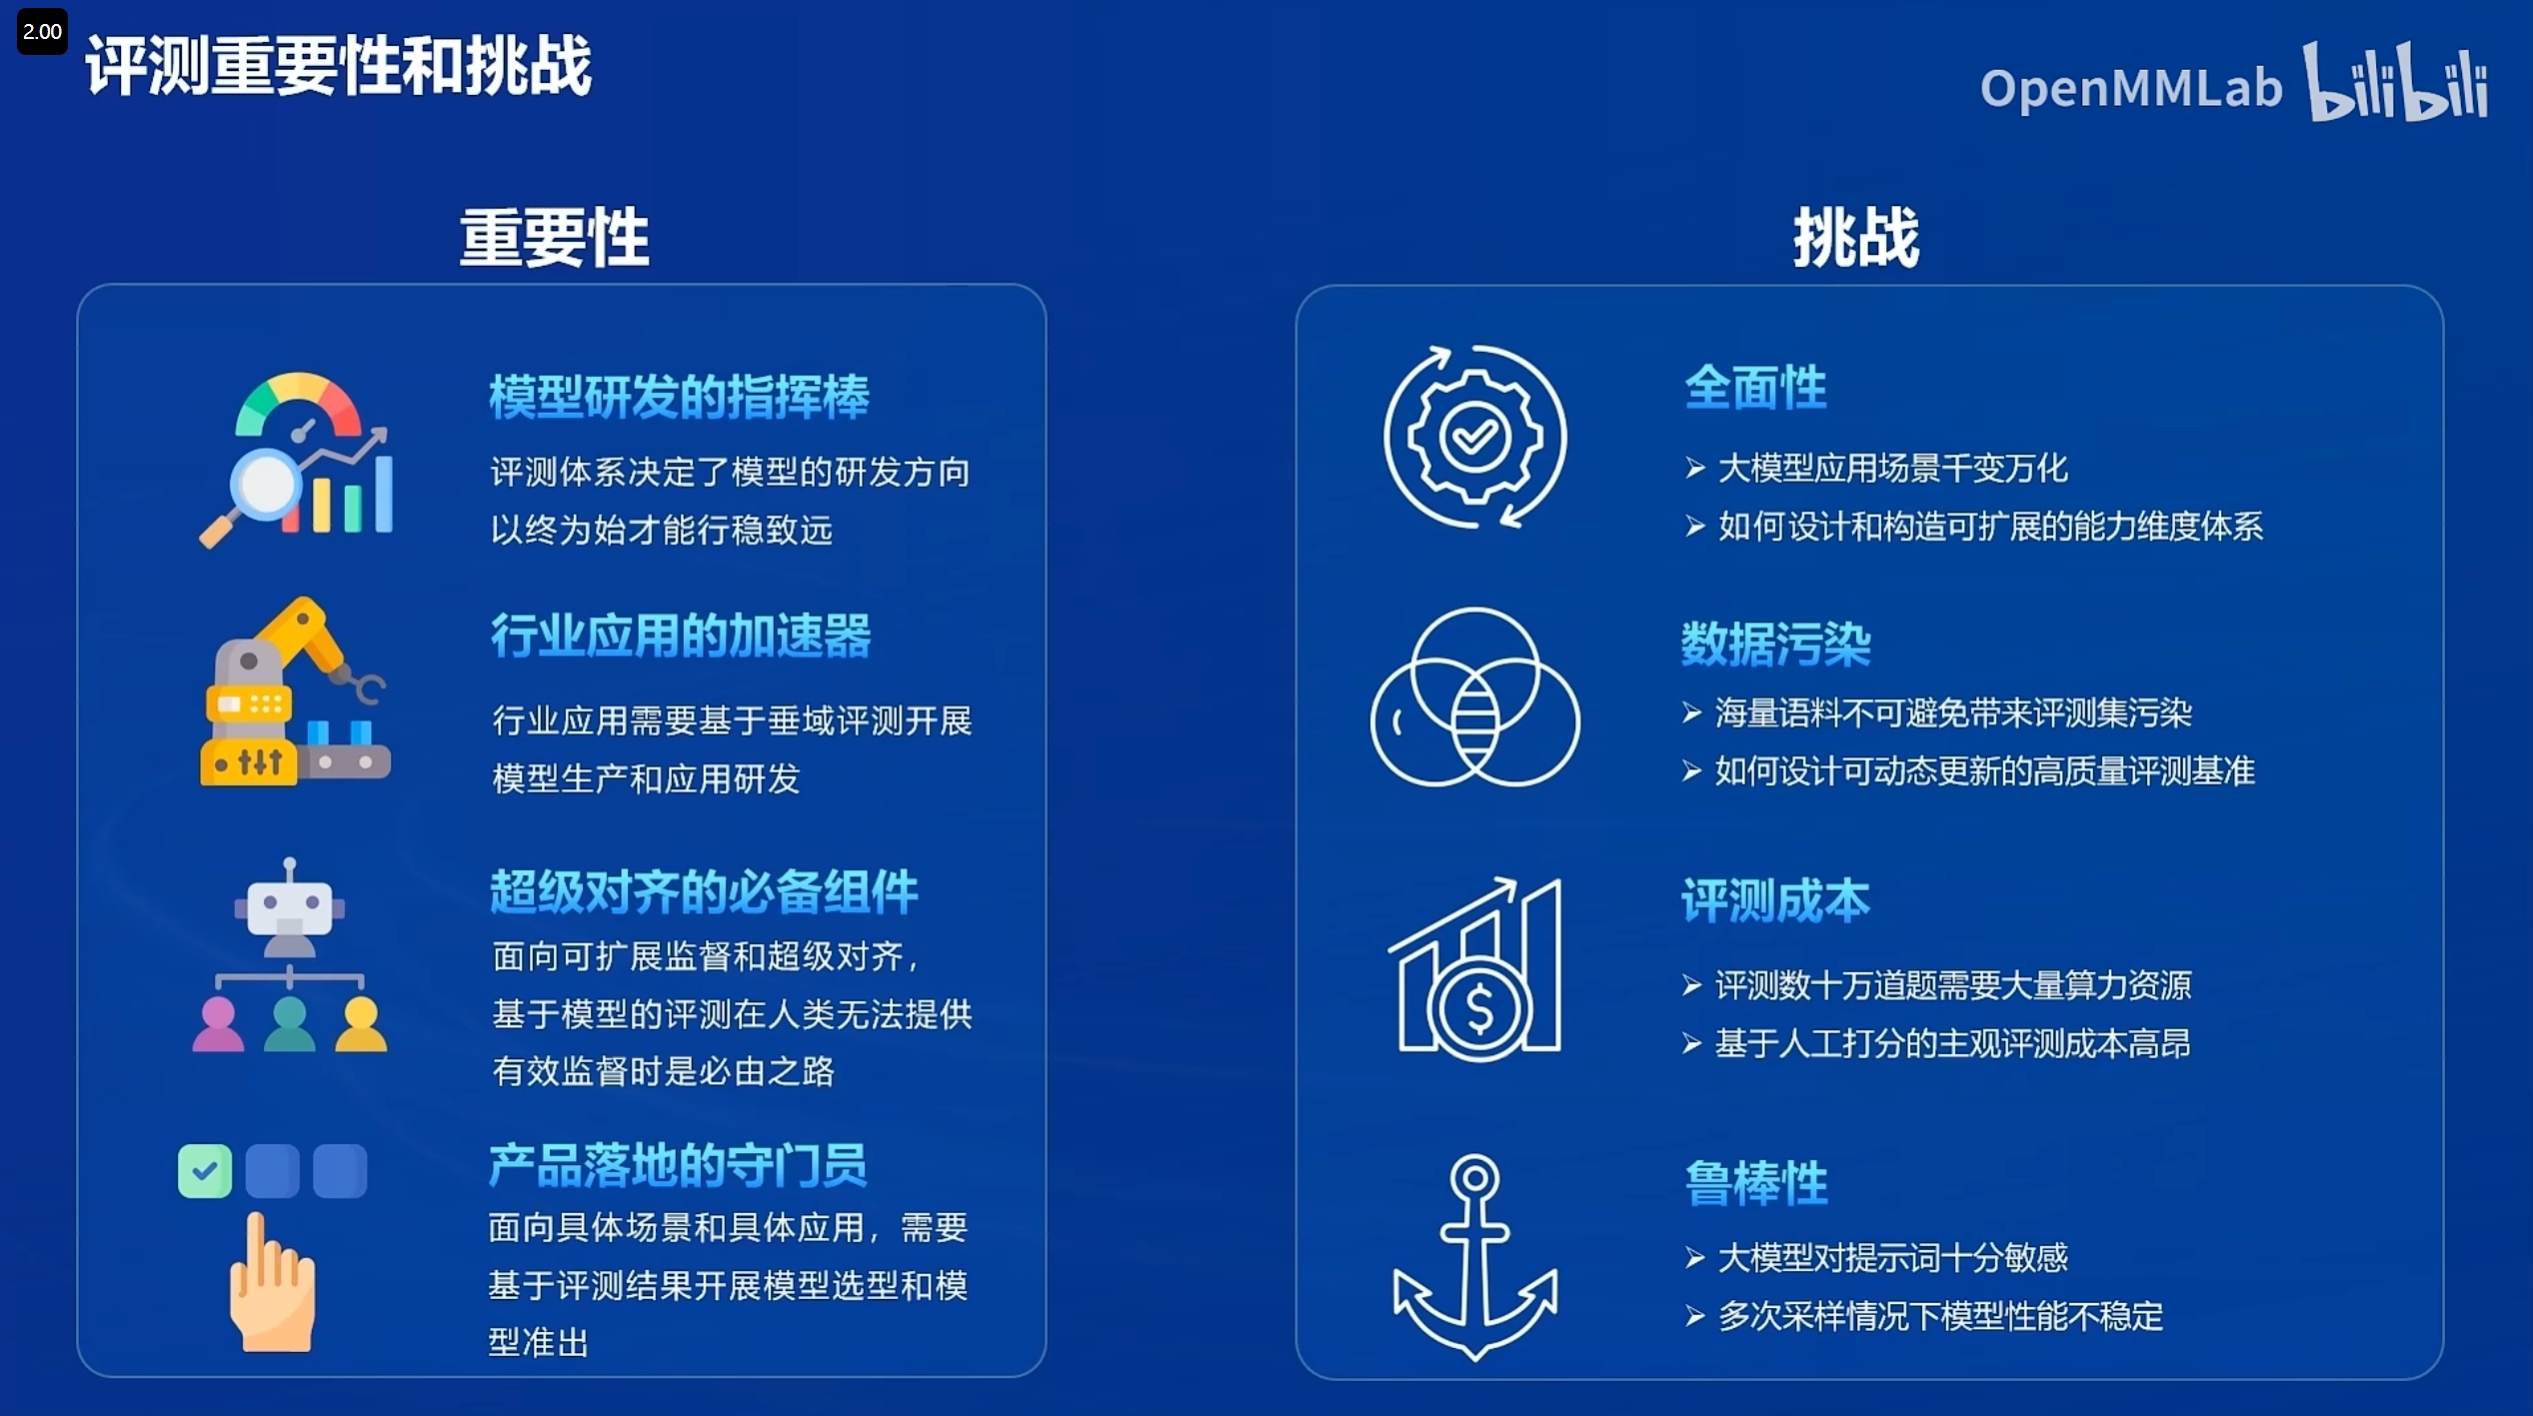 2.00
评测重要性和挑战
OpenMMLab bilibili
重要性
模型研发的指挥棒
评测体系决定了模型的研发方向
以终为始才能行稳致远
行业应用的加速器
行业应用需要基于垂域评测开展
模型生产和应用研发
超级对齐的必备组件
面向可扩展监督和超级对齐，
基于模型的评测在人类无法提供
有效监督时是必由之路
产品落地的守门员
面向具体场景和具体应用，需要
基于评测结果开展模型选型和模
型准出
挑战
全面性
➢ 大模型应用场景千变万化
➢ 如何设计和构造可扩展的能力维度体系
数据污染
➢ 海量语料不可避免带来评测集污染
➢ 如何设计可动态更新的高质量评测基准
评测成本
➢ 评测数十万道题需要大量算力资源
➢ 基于人工打分的主观评测成本高昂
$
鲁棒性
➢ 大模型对提示词十分敏感
➢ 多次采样情况下模型性能不稳定